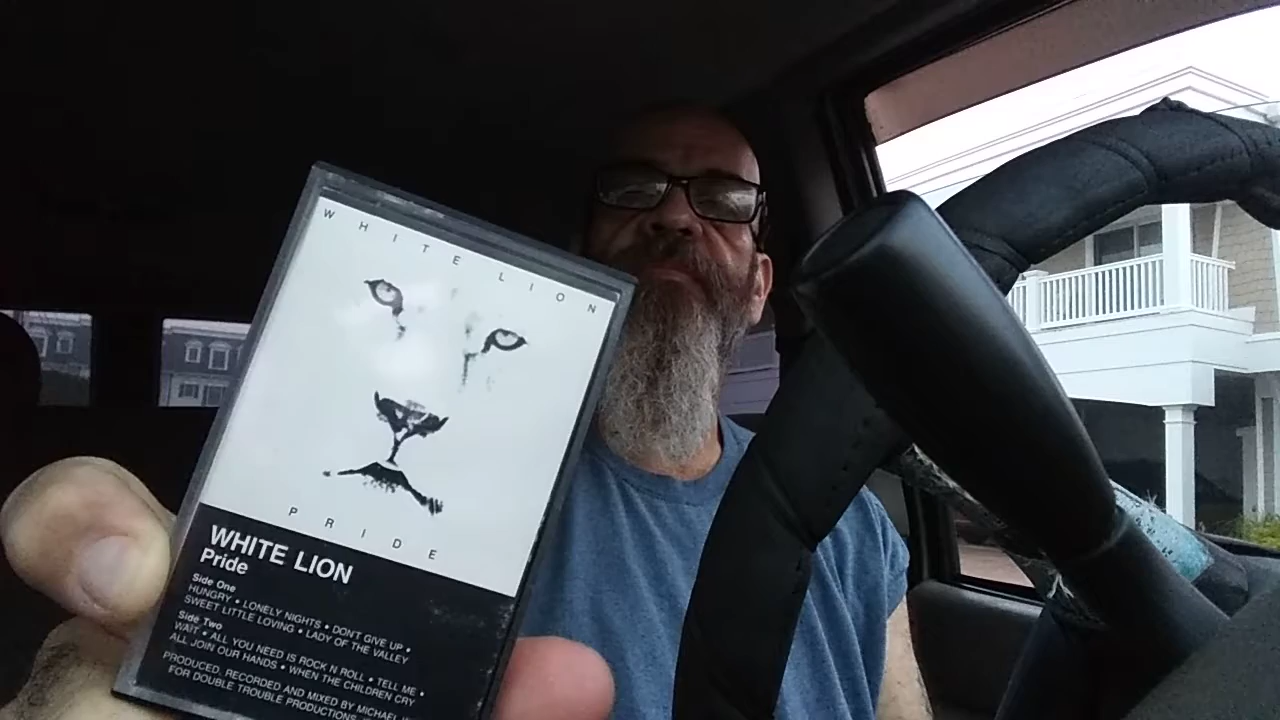 WHITE LION
PRIDE
WHITE LION
Pride
Side One
HUNGRY • LONELY NIGHTS • DON'T GIVE UP •
SWEET LITTLE LOVING • LADY OF THE VALLEY
Side Two
WAIT • ALL YOU NEED IS ROCK N ROLL • TELL ME •
ALL JOIN OUR HANDS • WHEN THE CHILDREN CRY
PRODUCED, RECORDED AND MIXED BY MICHAEL
FOR DOUBLE TROUBLE PRODUCTIONS